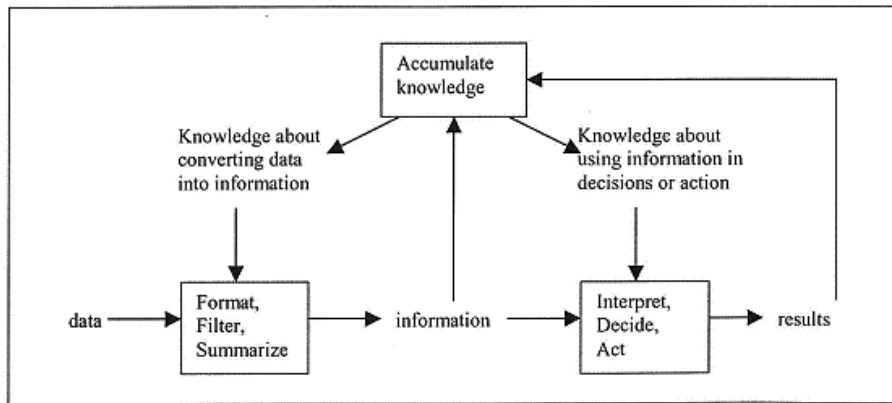 Accumulate
knowledge
Knowledge about
converting data
into information
Knowledge about
using information in
decisions or action
data
Format,
Filter,
Summarize
information
Interpret,
Decide,
Act
results